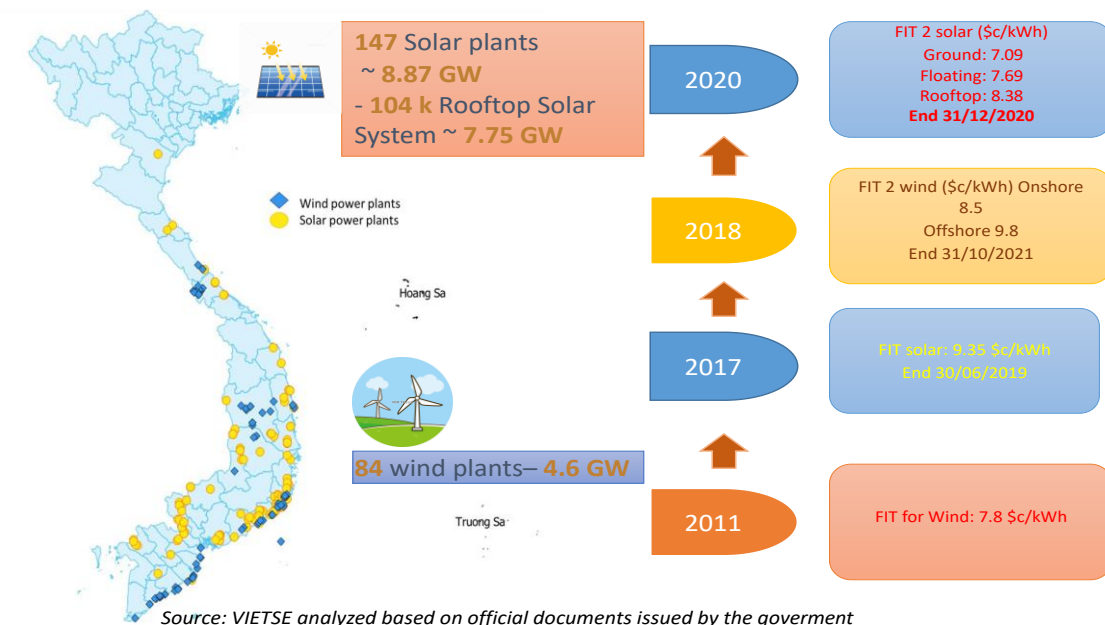 147 Solar plants
~ 8.87 GW
- 104 k Rooftop Solar
System ~ 7.75 GW
2020
FIT 2 solar ($c/kWh)
Ground: 7.09
Floating: 7.69
Rooftop: 8.38
End 31/12/2020
Wind power plants
Solar power plants
2018
FIT 2 wind ($c/kWh) Onshore
8.5
Offshore 9.8
End 31/10/2021
Hoang Sa
2017
FIT solar: 9.35 $c/kWh
End 30/06/2019
84 wind plants– 4.6 GW
Truong Sa
2011
FIT for Wind: 7.8 $c/kWh
Source: VIETSE analyzed based on official documents issued by the goverment